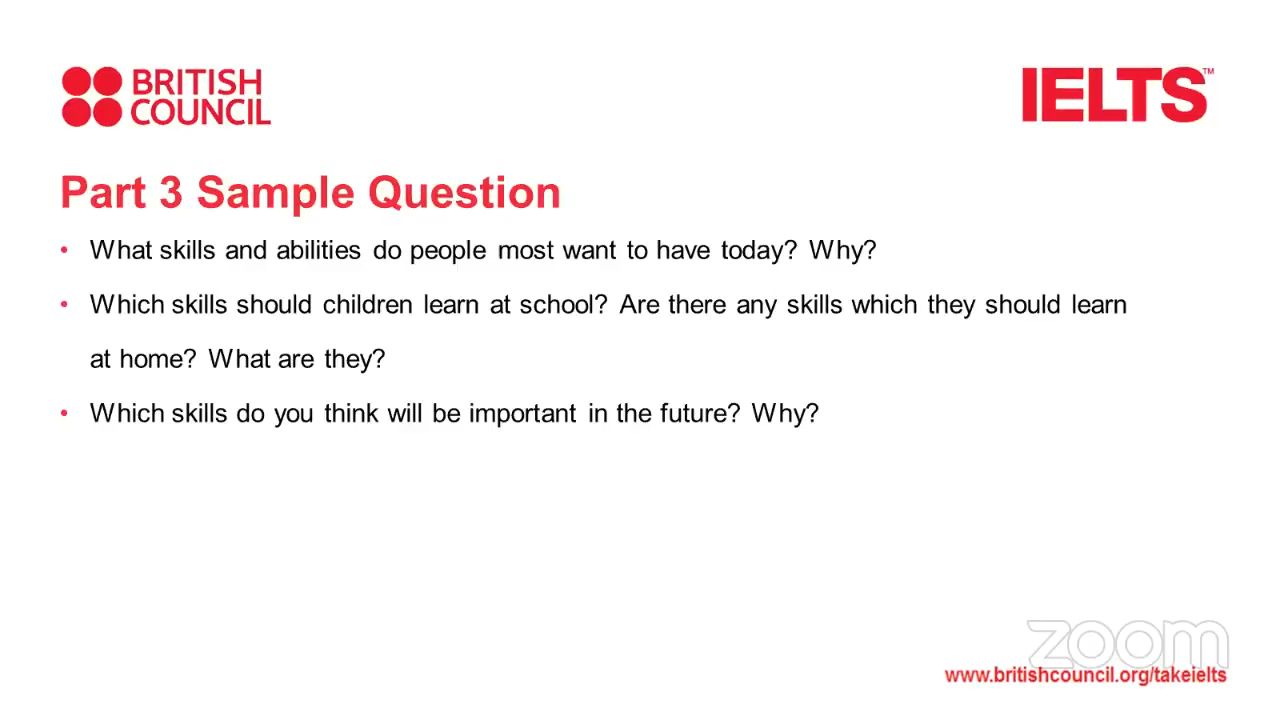 BRITISH
COUNCIL
IELTS™
Part 3 Sample Question
• What skills and abilities do people most want to have today? Why?
• Which skills should children learn at school? Are there any skills which they should learn
at home? What are they?
• Which skills do you think will be important in the future? Why?
zoom
www.britishcouncil.org/takeielts